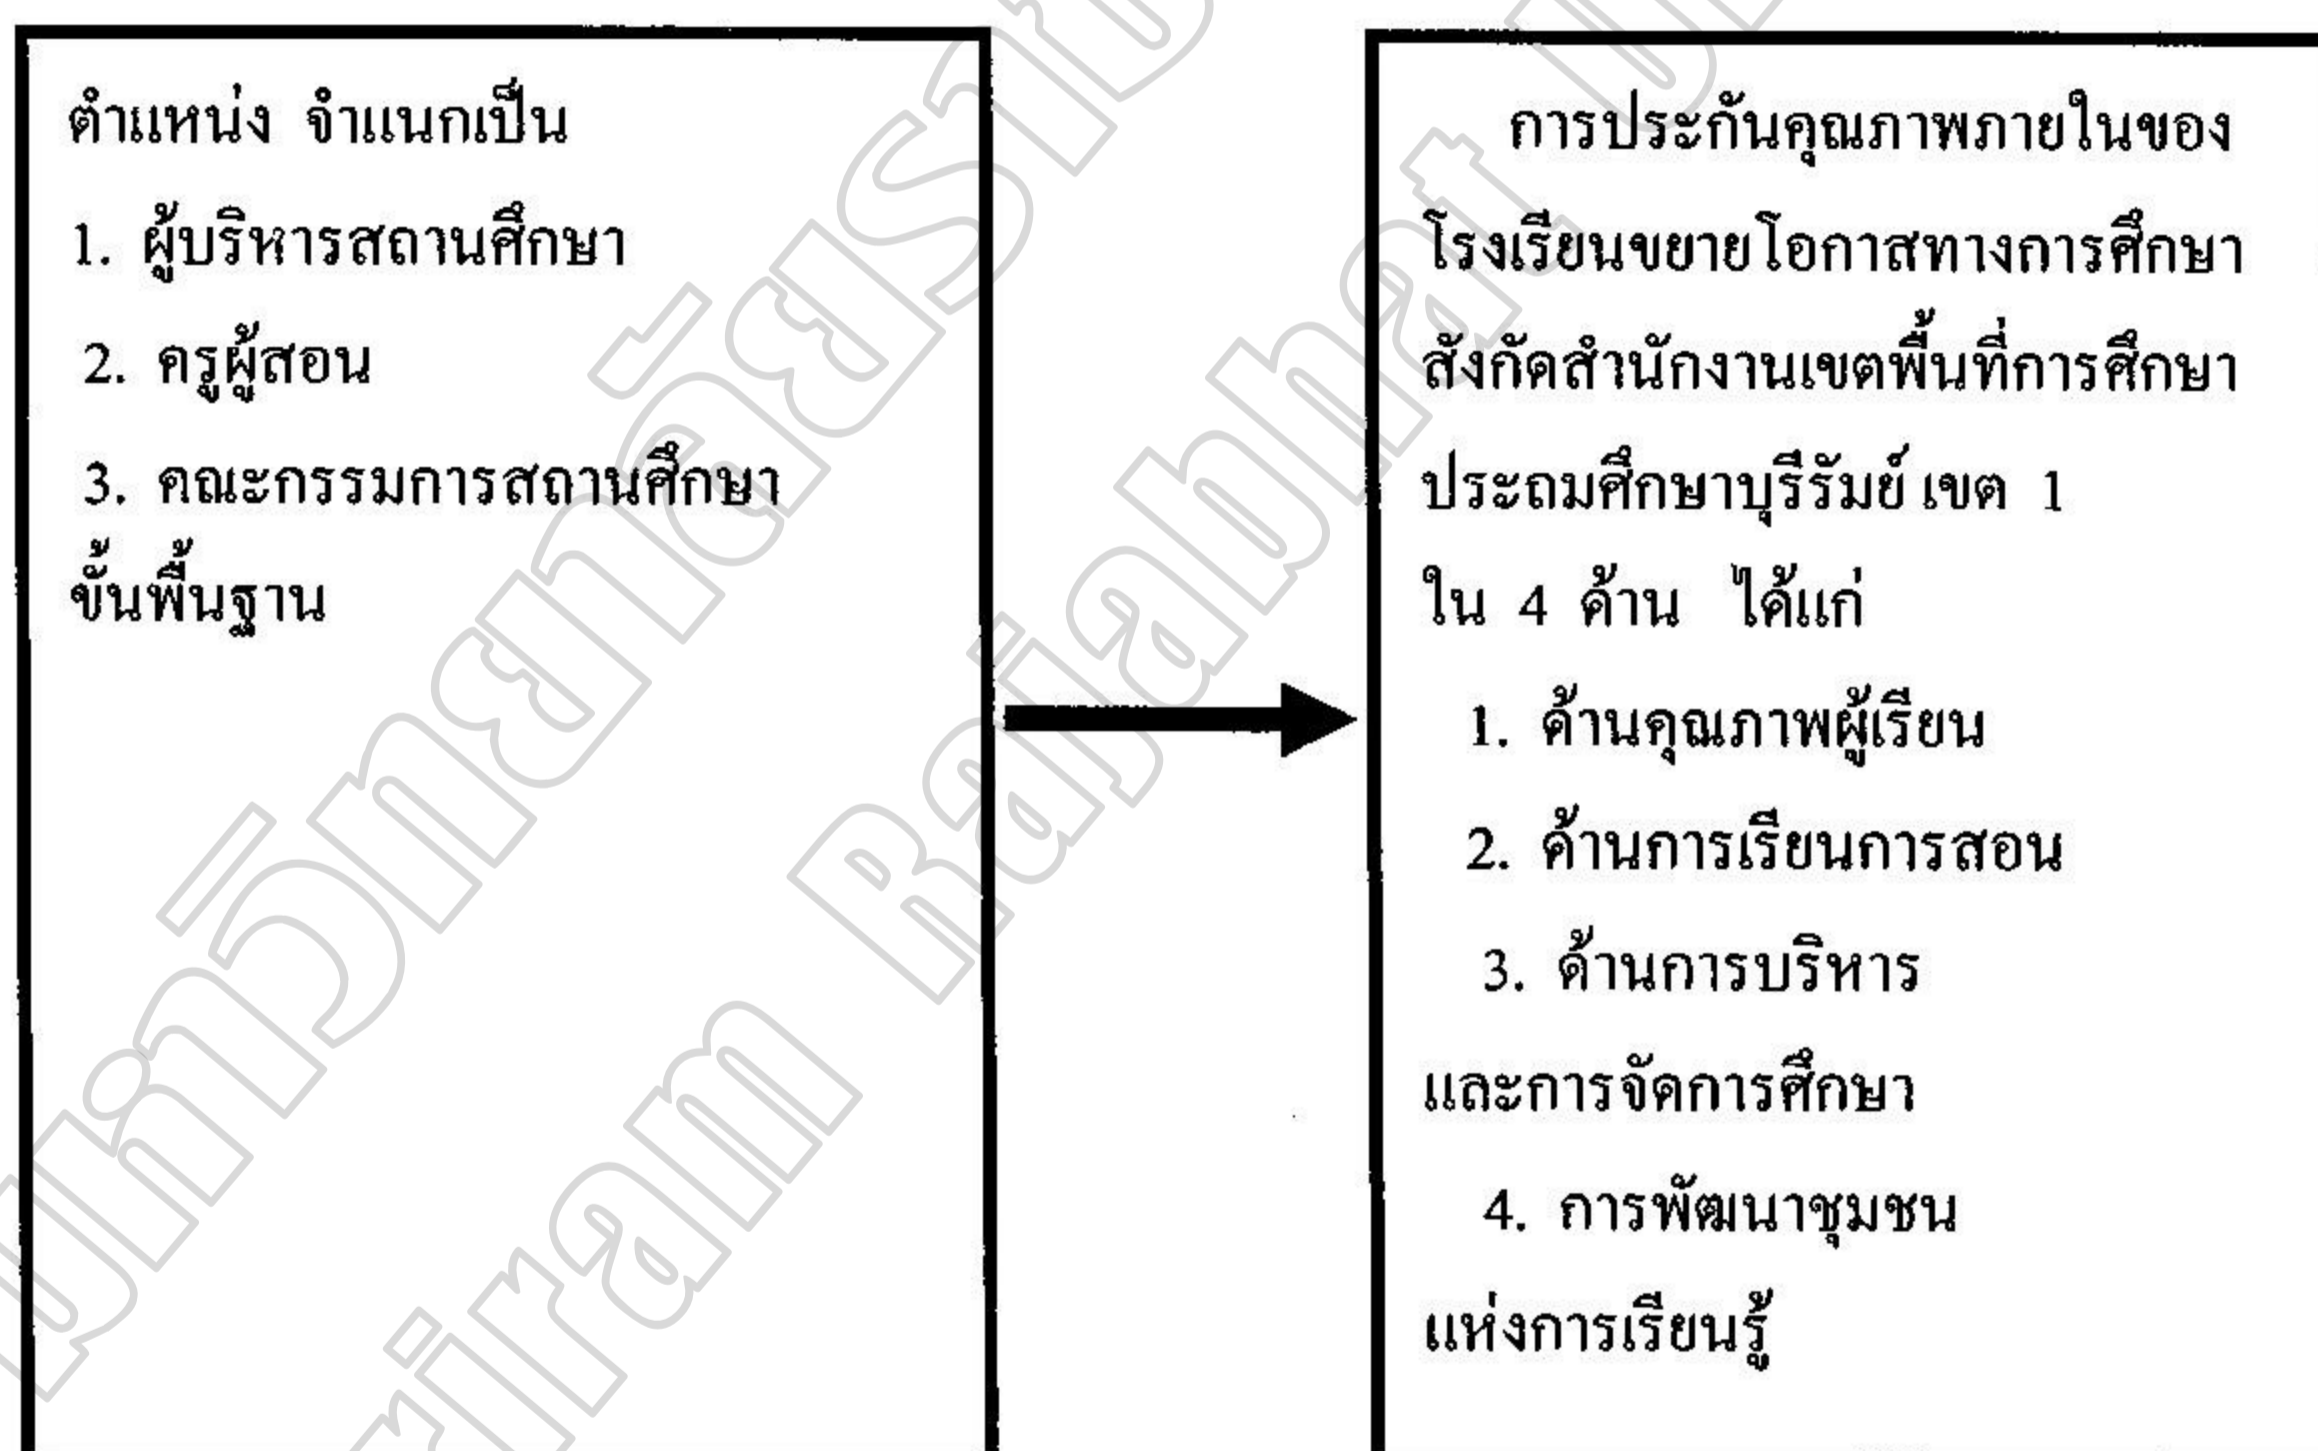 ตำแหน่ง จำแนกเป็น
1. ผู้บริหารสถานศึกษา
2. ครูผู้สอน
3. คณะกรรมการสถานศึกษา
ขั้นพื้นฐาน
การประกันคุณภาพภายในของ
โรงเรียนขยายโอกาสทางการศึกษา
สังกัดสำนักงานเขตพื้นที่การศึกษา
ประถมศึกษาบุรีรัมย์ เขต 1
ใน 4 ด้าน ได้แก่
1. ด้านคุณภาพผู้เรียน
2. ด้านการเรียนการสอน
3. ด้านการบริหาร
และการจัดการศึกษา
4. การพัฒนาชุมชน
แห่งการเรียนรู้
Rajabhat